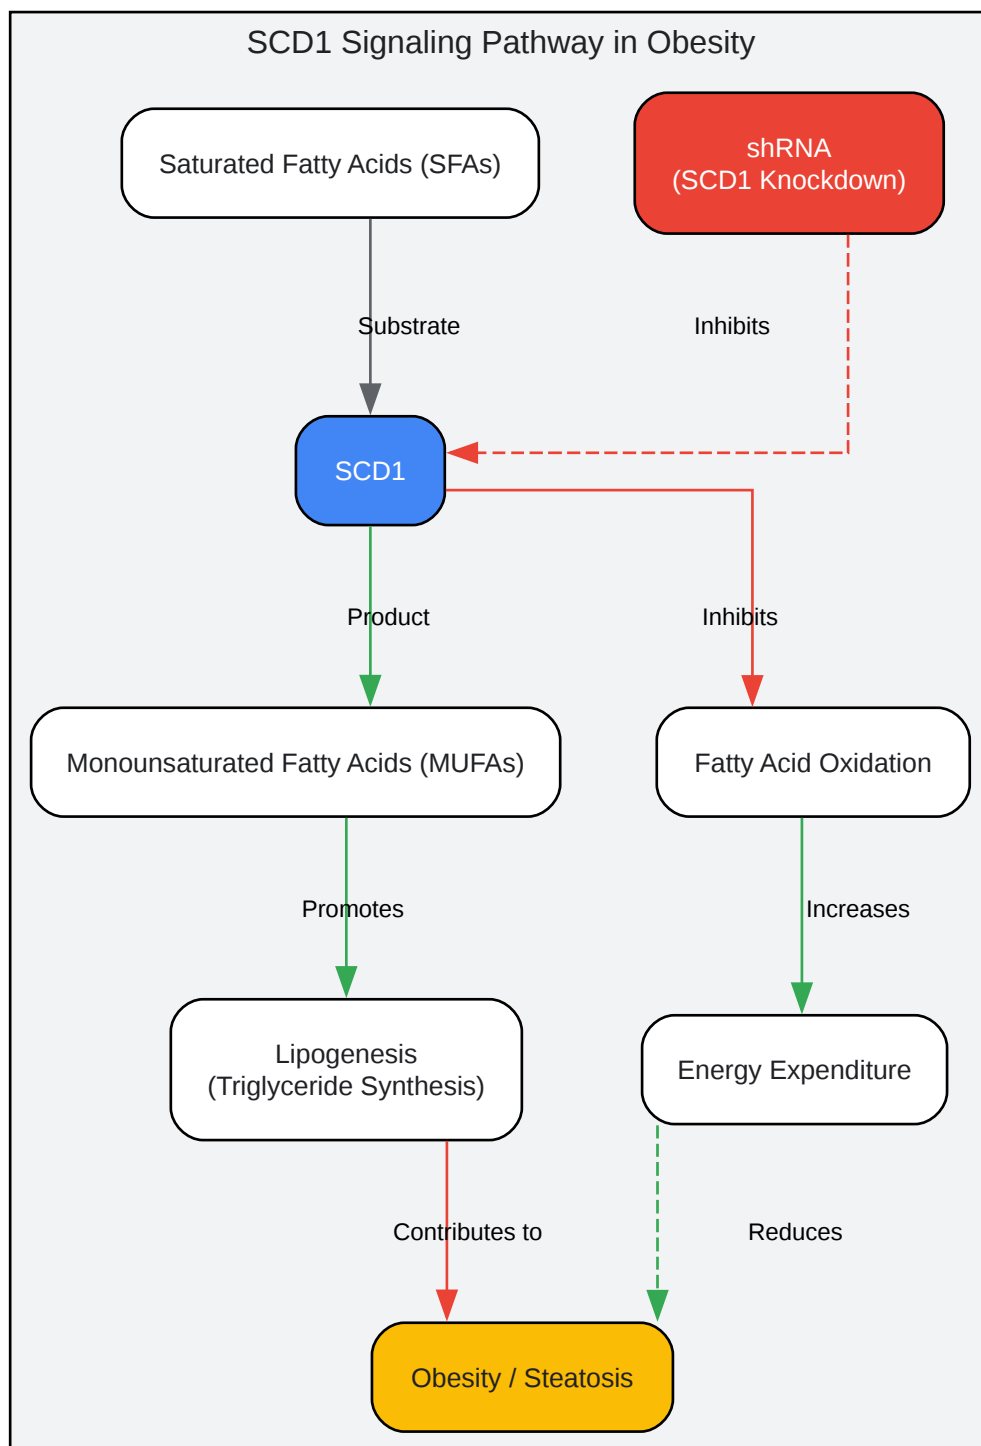 SCD1 Signaling Pathway in Obesity
Saturated Fatty Acids (SFAs)
shRNA
(SCD1 Knockdown)
Substrate
Inhibits
SCD1
Product
Inhibits
Monounsaturated Fatty Acids (MUFAs)
Fatty Acid Oxidation
Promotes
Increases
Lipogenesis
(Triglyceride Synthesis)
Energy Expenditure
Contributes to
Reduces
Obesity / Steatosis